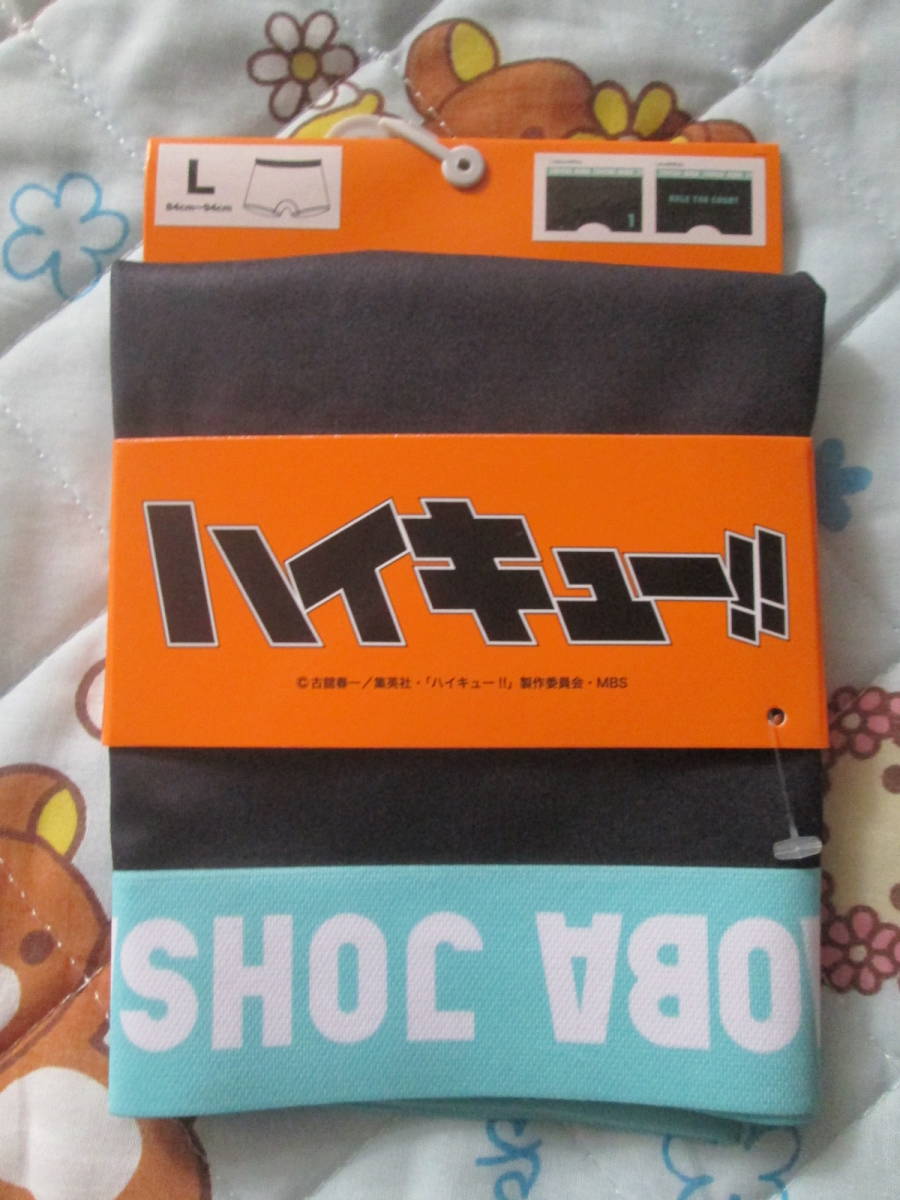 L
84cm〜94cm
1
RULE THE COURT
ハイキュー!!
©古舘春一／集英社・「ハイキュー!!」製作委員会・MBS
OBA JOHS